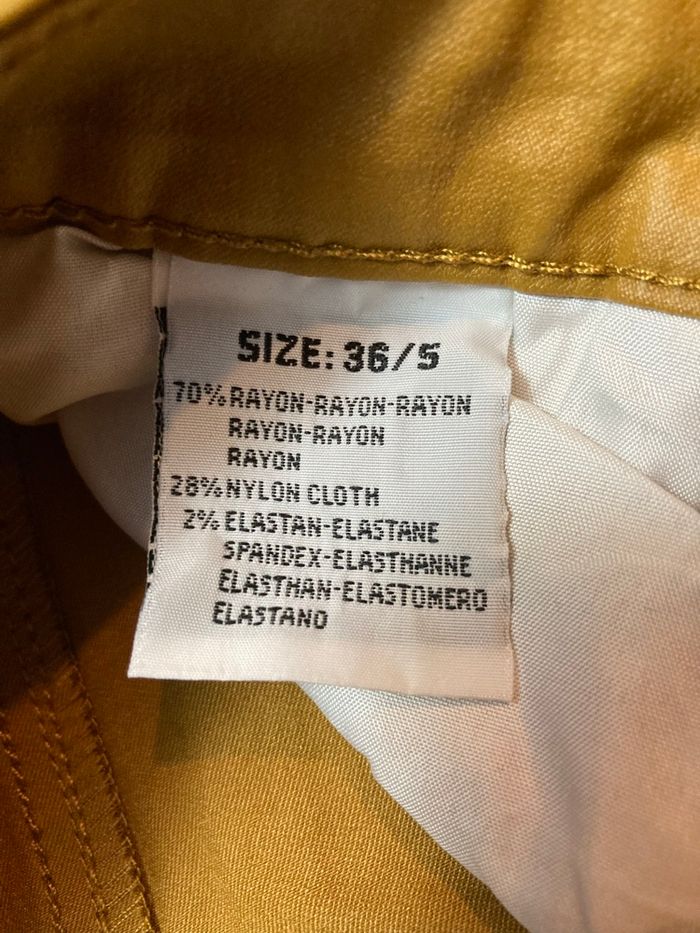 SIZE: 36/S
70% RAYON-RAYON-RAYON
RAYON-RAYON
RAYON
28% NYLON CLOTH
2% ELASTAN-ELASTANE
SPANDEX-ELASTHANNE
ELASTHAN-ELASTOMERO
ELASTANO